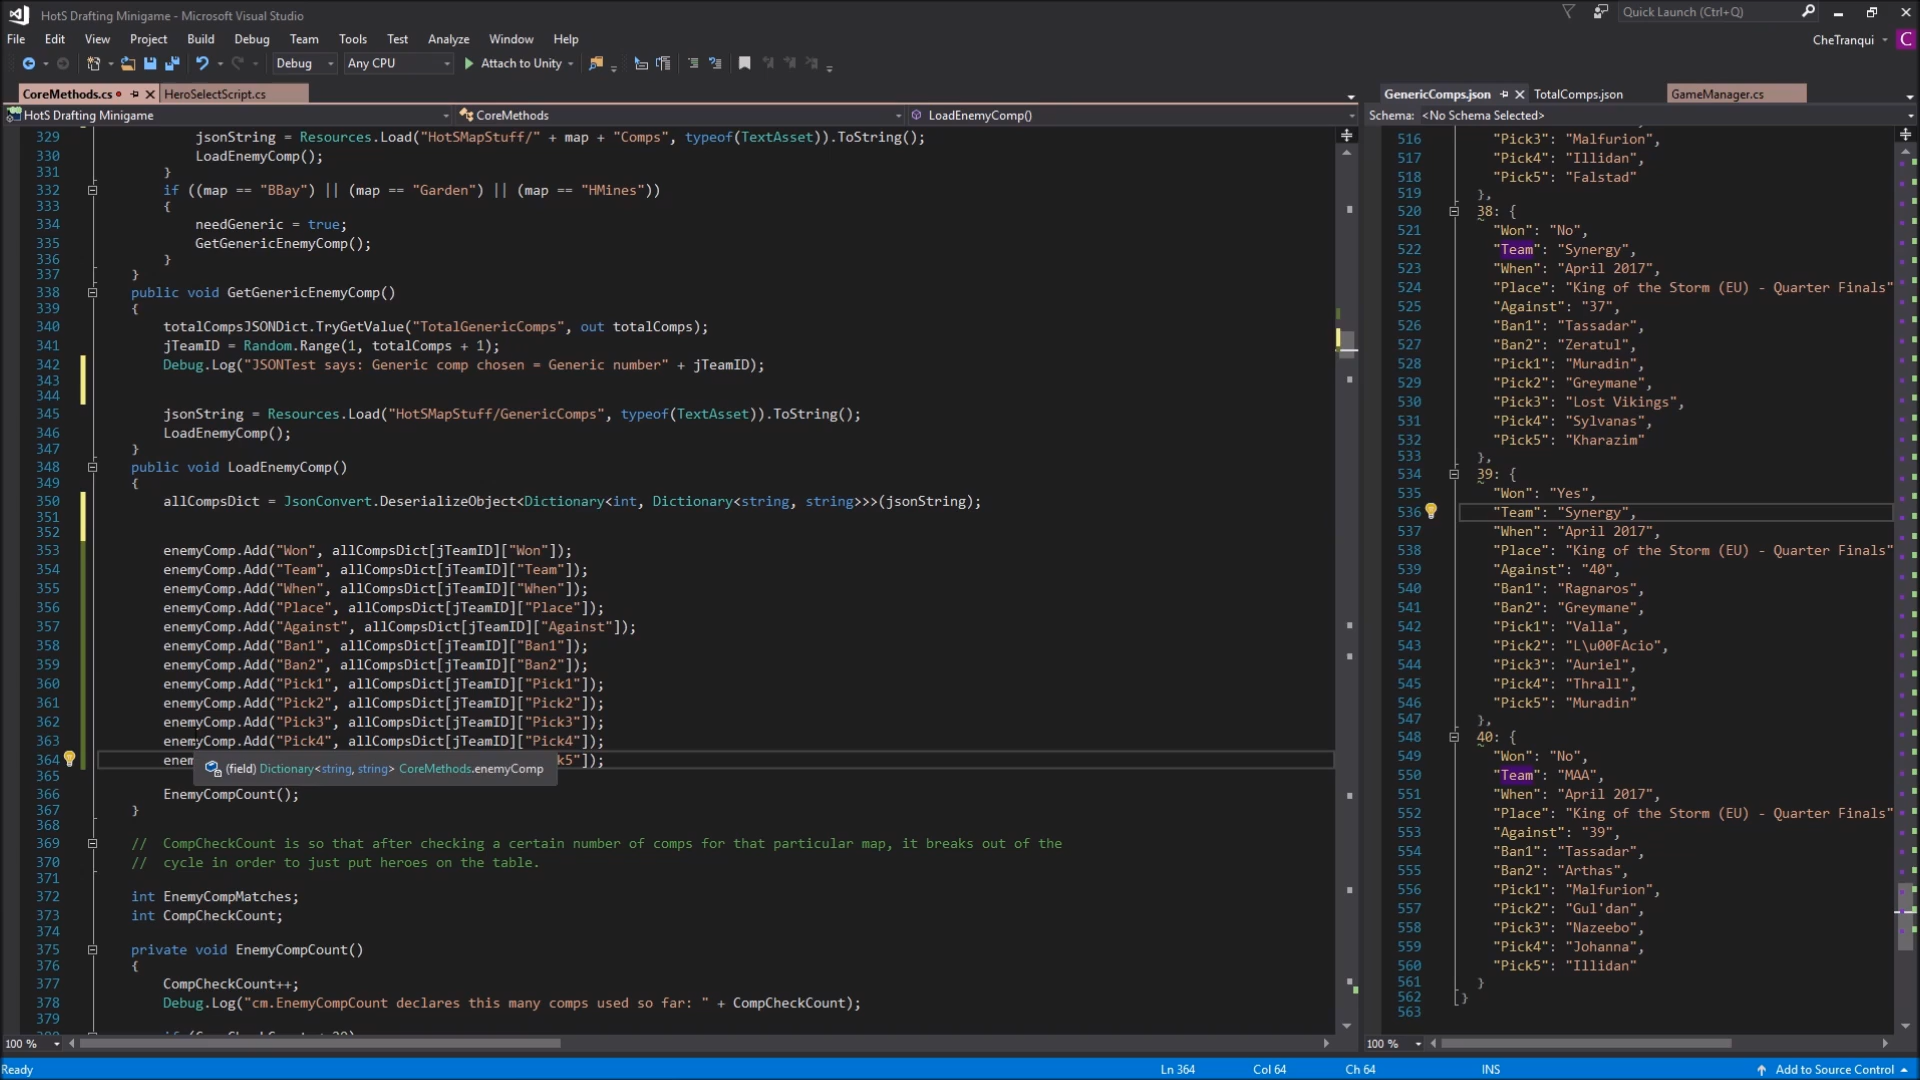 HotS Drafting Minigame - Microsoft Visual Studio
Quick Launch (Ctrl+Q)
File Edit View Project Build Debug Team Tools Test Analyze Window Help
CheTranqui C
Debug Any CPU Attach to Unity
CoreMethods.cs HeroSelectScript.cs
HotS Drafting Minigame CoreMethods LoadEnemyComp()
329 jsonString = Resources.Load("HotSMapStuff/" + map + "Comps", typeof(TextAsset)).ToString();
330 LoadEnemyComp();
331 }
332 if ((map == "BBay") || (map == "Garden") || (map == "HMines"))
333 {
334 needGeneric = true;
335 GetGenericEnemyComp();
336 }
337 }
338 public void GetGenericEnemyComp()
339 {
340 totalCompsJSONDict.TryGetValue("TotalGenericComps", out totalComps);
341 jTeamID = Random.Range(1, totalComps + 1);
342 Debug.Log("JSONTest says: Generic comp chosen = Generic number" + jTeamID);
343
344
345 jsonString = Resources.Load("HotSMapStuff/GenericComps", typeof(TextAsset)).ToString();
346 LoadEnemyComp();
347 }
348 public void LoadEnemyComp()
349 {
350 allCompsDict = JsonConvert.DeserializeObject<Dictionary<int, Dictionary<string, string>>>(jsonString);
351
352
353 enemyComp.Add("Won", allCompsDict[jTeamID]["Won"]);
354 enemyComp.Add("Team", allCompsDict[jTeamID]["Team"]);
355 enemyComp.Add("When", allCompsDict[jTeamID]["When"]);
356 enemyComp.Add("Place", allCompsDict[jTeamID]["Place"]);
357 enemyComp.Add("Against", allCompsDict[jTeamID]["Against"]);
358 enemyComp.Add("Ban1", allCompsDict[jTeamID]["Ban1"]);
359 enemyComp.Add("Ban2", allCompsDict[jTeamID]["Ban2"]);
360 enemyComp.Add("Pick1", allCompsDict[jTeamID]["Pick1"]);
361 enemyComp.Add("Pick2", allCompsDict[jTeamID]["Pick2"]);
362 enemyComp.Add("Pick3", allCompsDict[jTeamID]["Pick3"]);
363 enemyComp.Add("Pick4", allCompsDict[jTeamID]["Pick4"]);
364 enem k5"]);
(field) Dictionary<string, string> CoreMethods.enemyComp
365
366 EnemyCompCount();
367 }
368
369 // CompCheckCount is so that after checking a certain number of comps for that particular map, it breaks out of the
370 // cycle in order to just put heroes on the table.
371
372 int EnemyCompMatches;
373 int CompCheckCount;
374
375 private void EnemyCompCount()
376 {
377 CompCheckCount++;
378 Debug.Log("cm.EnemyCompCount declares this many comps used so far: " + CompCheckCount);
379
100 %
GenericComps.json TotalComps.json GameManager.cs
Schema: <No Schema Selected>
516 "Pick3": "Malfurion",
517 "Pick4": "Illidan",
518 "Pick5": "Falstad"
519 },
520 38: {
521 "Won": "No",
522 "Team": "Synergy",
523 "When": "April 2017",
524 "Place": "King of the Storm (EU) - Quarter Finals"
525 "Against": "37",
526 "Ban1": "Tassadar",
527 "Ban2": "Zeratul",
528 "Pick1": "Muradin",
529 "Pick2": "Greymane",
530 "Pick3": "Lost Vikings",
531 "Pick4": "Sylvanas",
532 "Pick5": "Kharazim"
533 },
534 39: {
535 "Won": "Yes",
536 "Team": "Synergy",
537 "When": "April 2017",
538 "Place": "King of the Storm (EU) - Quarter Finals"
539 "Against": "40",
540 "Ban1": "Ragnaros",
541 "Ban2": "Greymane",
542 "Pick1": "Valla",
543 "Pick2": "L\u00FAcio",
544 "Pick3": "Auriel",
545 "Pick4": "Thrall",
546 "Pick5": "Muradin"
547 },
548 40: {
549 "Won": "No",
550 "Team": "MAA",
551 "When": "April 2017",
552 "Place": "King of the Storm (EU) - Quarter Finals"
553 "Against": "39",
554 "Ban1": "Tassadar",
555 "Ban2": "Arthas",
556 "Pick1": "Malfurion",
557 "Pick2": "Gul'dan",
558 "Pick3": "Nazeebo",
559 "Pick4": "Johanna",
560 "Pick5": "Illidan"
561 }
562 }
563
100 %
Ready Ln 364 Col 64 Ch 64 INS Add to Source Control